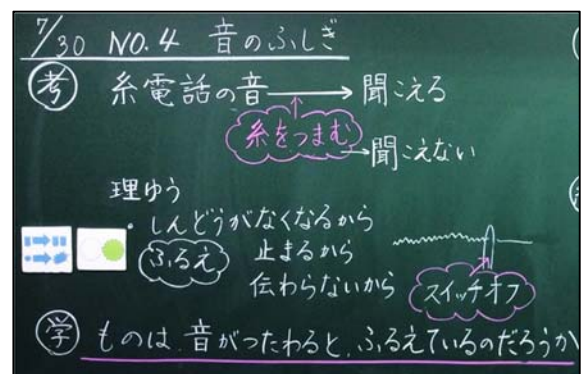 7/30 NO.4 音のふしぎ
考 糸電話の音→聞こえる
糸をつまむ→聞こえない
理ゆう
・しんどうがなくなるから
ふるえ 止まるから
伝わらないから スイッチオフ
学 ものは、音がつたわると、ふるえているのだろうか